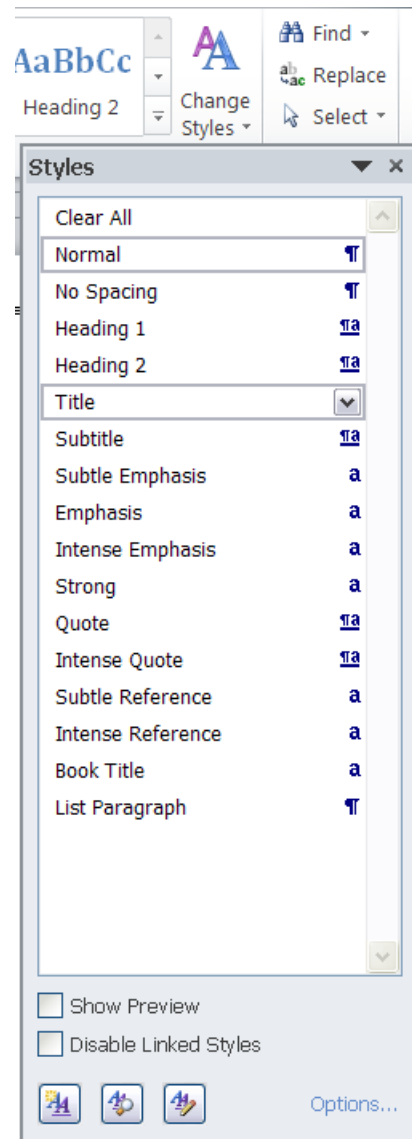 AaBbCc
Heading 2
Change
Styles
Find
Replace
Select
Styles
Clear All
Normal ¶
No Spacing ¶
Heading 1 ¶a
Heading 2 ¶a
Title
Subtitle ¶a
Subtle Emphasis a
Emphasis a
Intense Emphasis a
Strong a
Quote ¶a
Intense Quote ¶a
Subtle Reference a
Intense Reference a
Book Title a
List Paragraph ¶
Show Preview
Disable Linked Styles
Options...